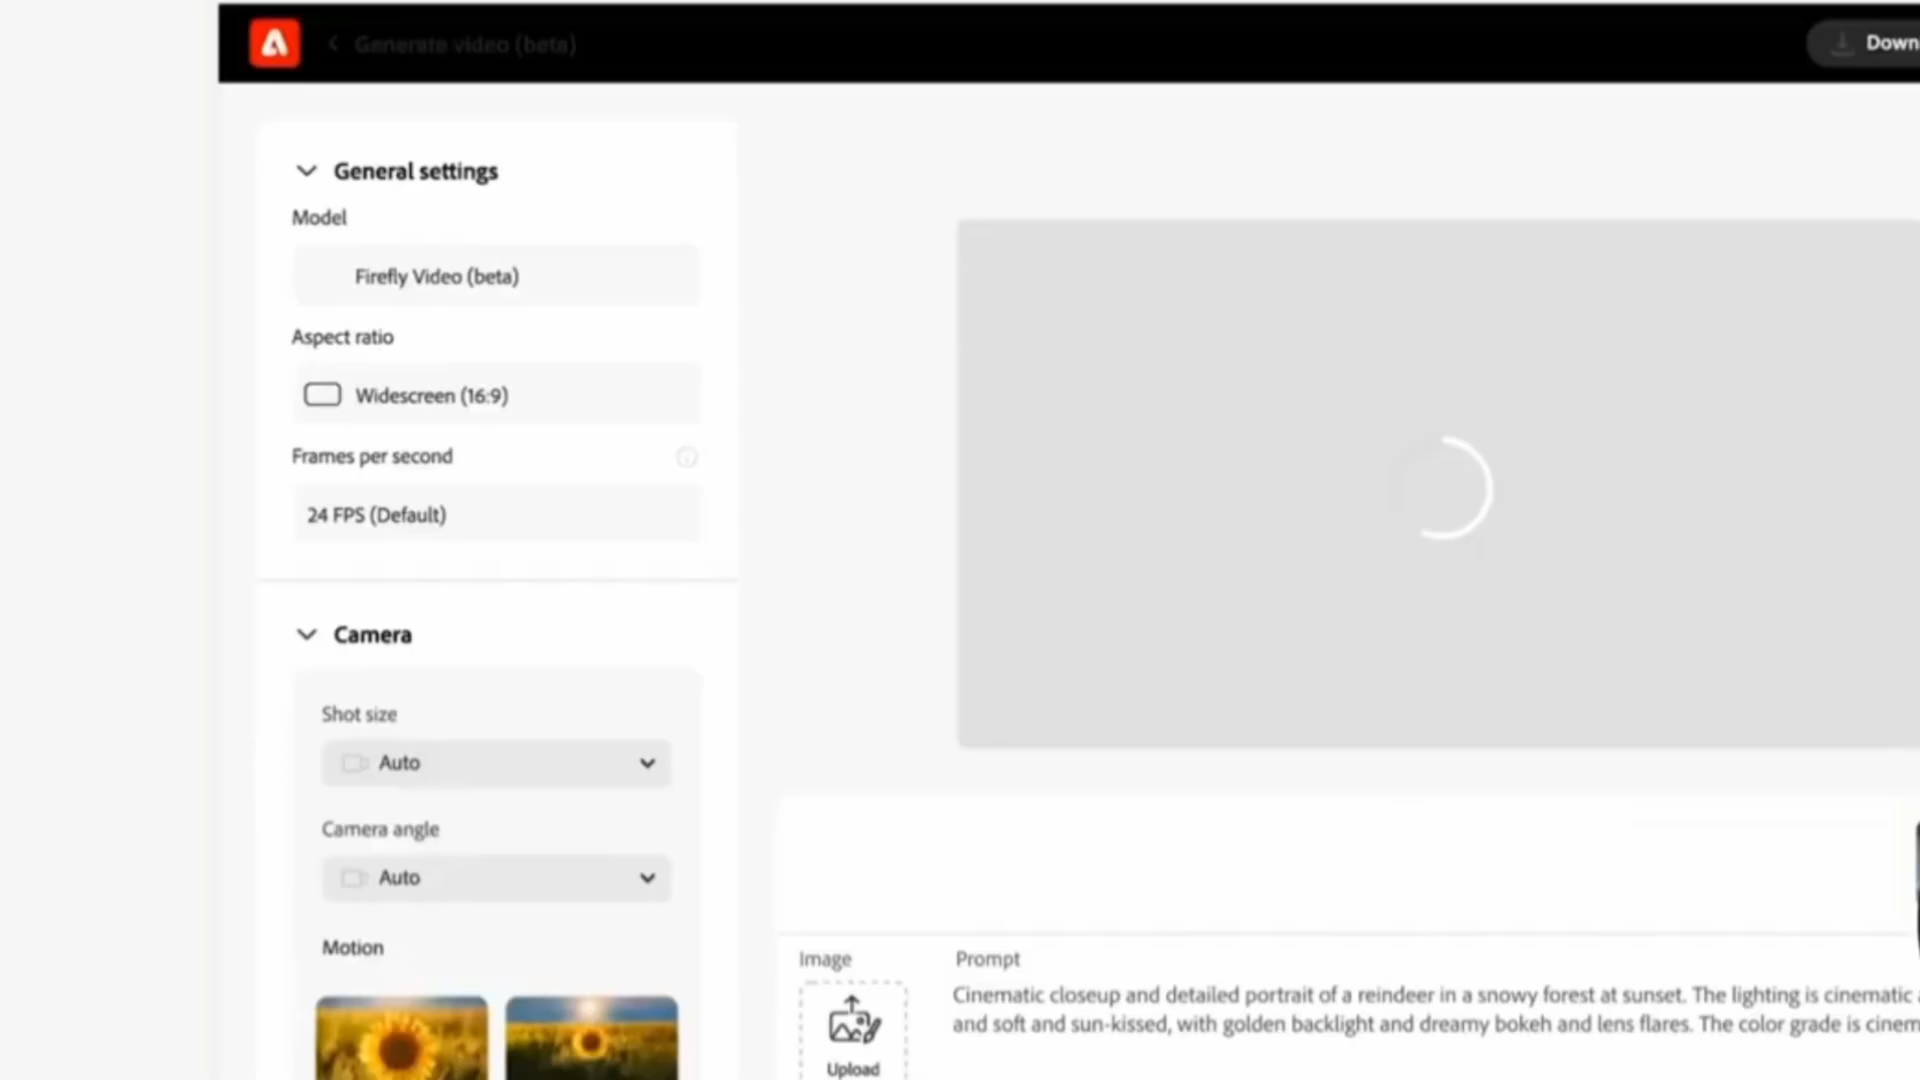 Generate video (beta)
Down
General settings
Model
Firefly Video (beta)
Aspect ratio
Widescreen (16:9)
Frames per second
24 FPS (Default)
Camera
Shot size
Auto
Camera angle
Auto
Motion
Image
Upload
Prompt
Cinematic closeup and detailed portrait of a reindeer in a snowy forest at sunset. The lighting is cinematic
and soft and sun-kissed, with golden backlight and dreamy bokeh and lens flares. The color grade is cinem